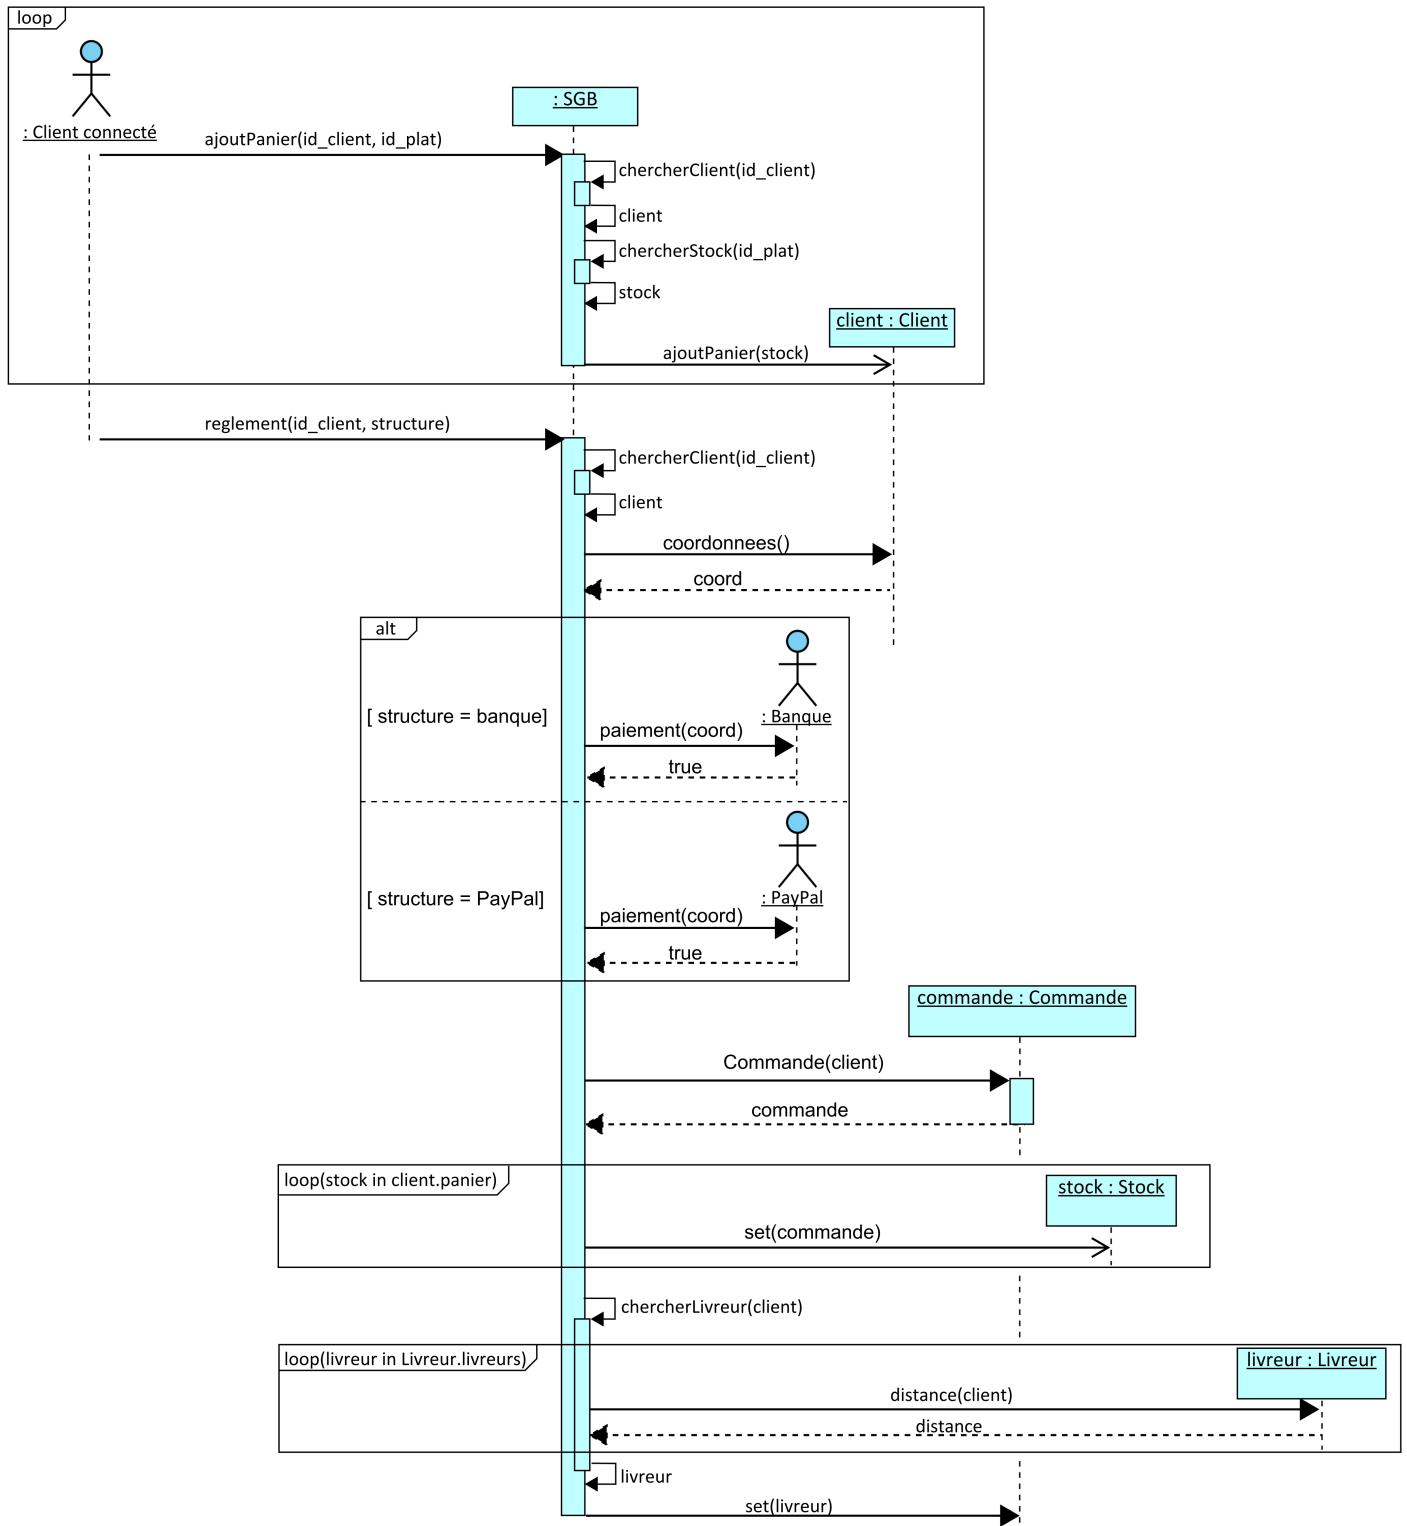 loop
: SGB
: Client connecté
ajoutPanier(id_client, id_plat)
chercherClient(id_client)
client
chercherStock(id_plat)
stock
client : Client
ajoutPanier(stock)
reglement(id_client, structure)
chercherClient(id_client)
client
coordonnees()
coord
alt
[ structure = banque]
: Banque
paiement(coord)
true
[ structure = PayPal]
: PayPal
paiement(coord)
true
commande : Commande
Commande(client)
commande
loop(stock in client.panier)
stock : Stock
set(commande)
chercherLivreur(client)
loop(livreur in Livreur.livreurs)
livreur : Livreur
distance(client)
distance
livreur
set(livreur)